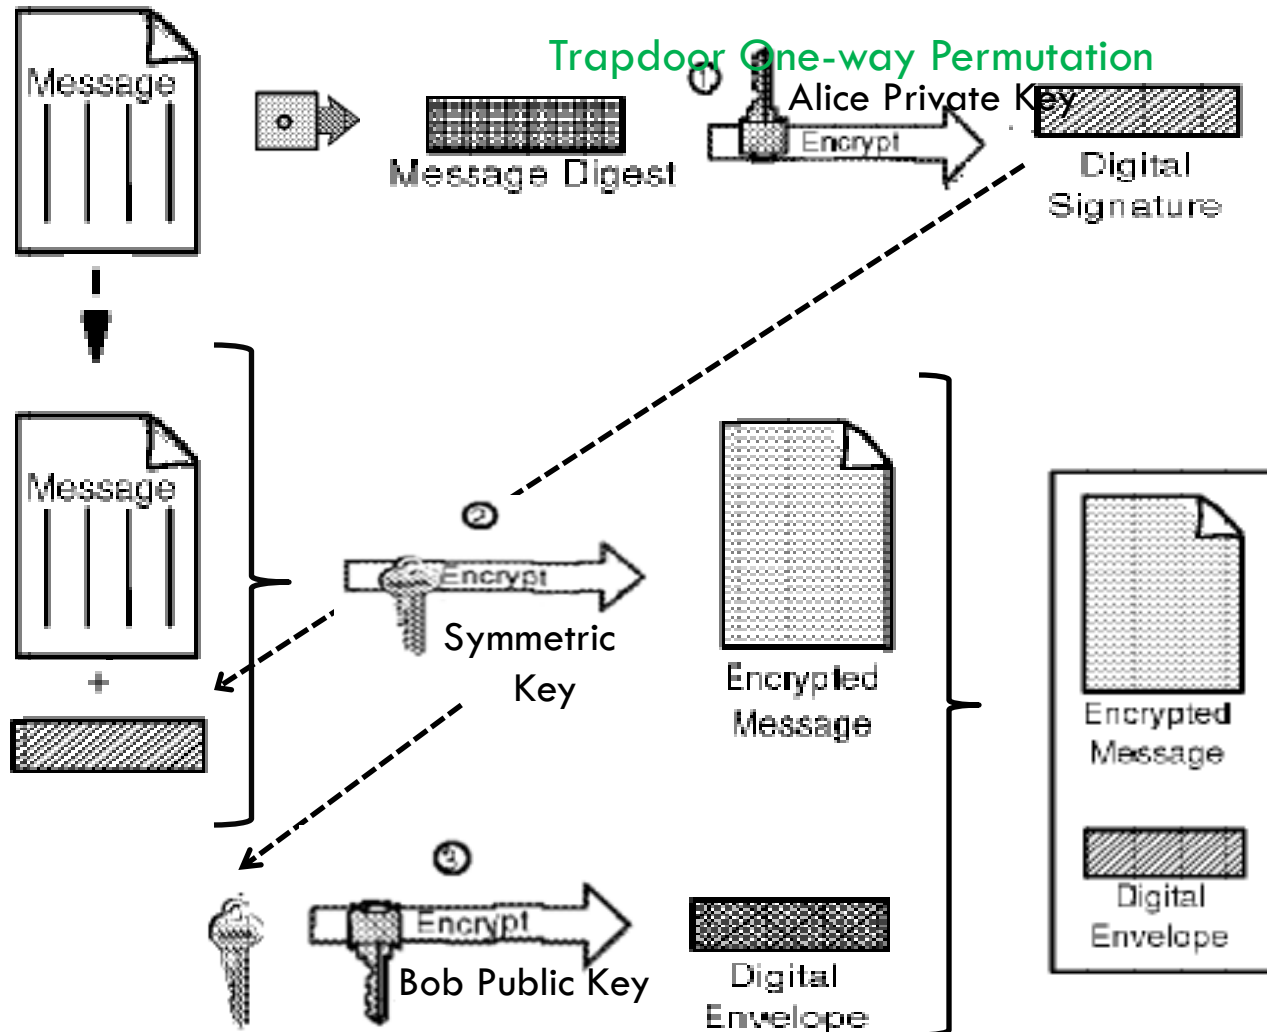 Trapdoor One-way Permutation
Message
①
Alice Private Key
Encrypt
Message Digest
Digital
Signature
Message
②
Encrypt
Symmetric
Key
+
Encrypted
Message
Encrypted
Message
③
Encrypt
Bob Public Key
Digital
Envelope
Digital
Envelope